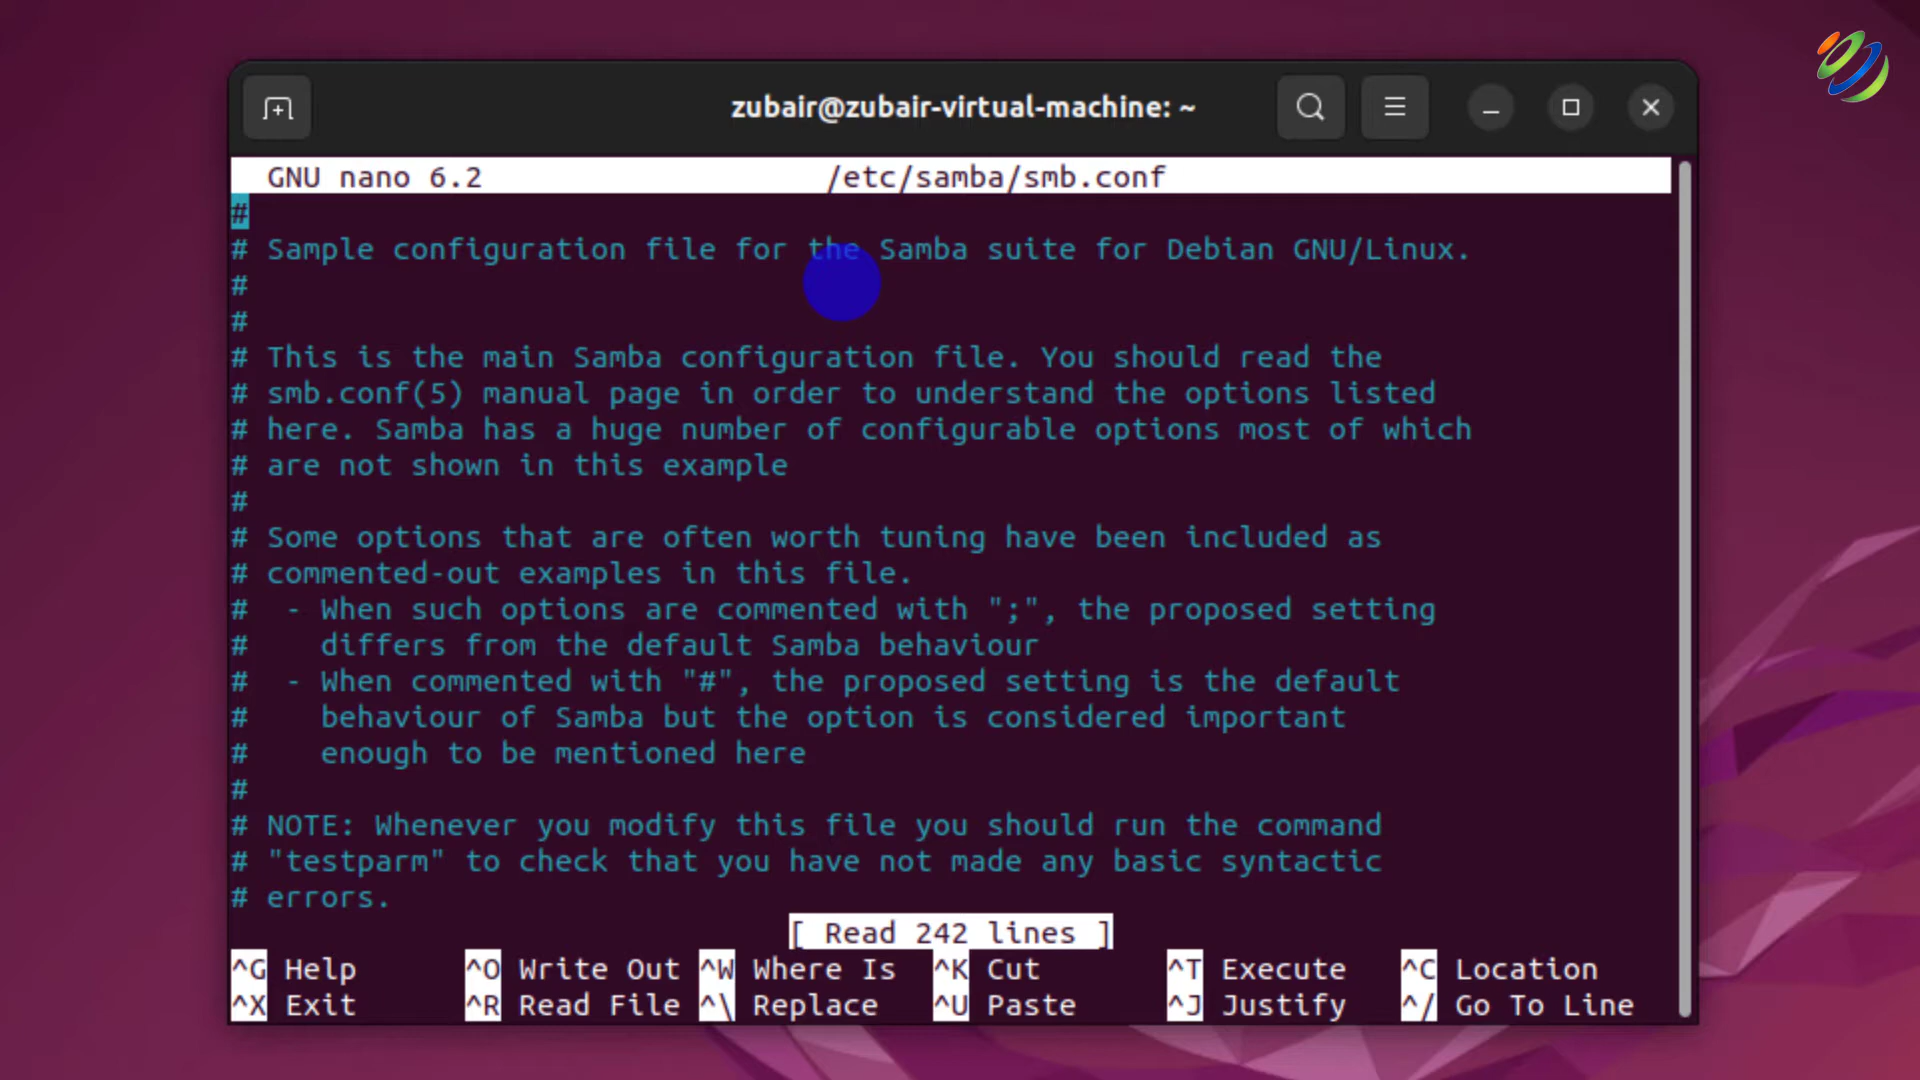 zubair@zubair-virtual-machine: ~
GNU nano 6.2 /etc/samba/smb.conf
#
# Sample configuration file for the Samba suite for Debian GNU/Linux.
#
#
# This is the main Samba configuration file. You should read the
# smb.conf(5) manual page in order to understand the options listed
# here. Samba has a huge number of configurable options most of which
# are not shown in this example
#
# Some options that are often worth tuning have been included as
# commented-out examples in this file.
#  - When such options are commented with ";", the proposed setting
#    differs from the default Samba behaviour
#  - When commented with "#", the proposed setting is the default
#    behaviour of Samba but the option is considered important
#    enough to be mentioned here
#
# NOTE: Whenever you modify this file you should run the command
# "testparm" to check that you have not made any basic syntactic
# errors.
[ Read 242 lines ]
^G Help ^O Write Out ^W Where Is ^K Cut ^T Execute ^C Location
^X Exit ^R Read File ^\ Replace ^U Paste ^J Justify ^/ Go To Line